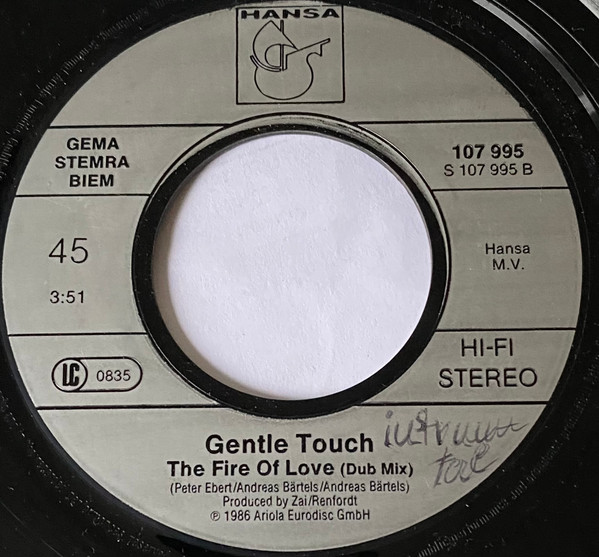 HANSA
GEMA
STEMRA
BIEM
107 995
S 107 995 B
45
Hansa
M.V.
3:51
LC 0835
HI-FI
STEREO
Gentle Touch
The Fire Of Love (Dub Mix)
(Peter Ebert/Andreas Bärtels/Andreas Bärtels)
Produced by Zai/Renfordt
℗ 1986 Ariola Eurodisc GmbH